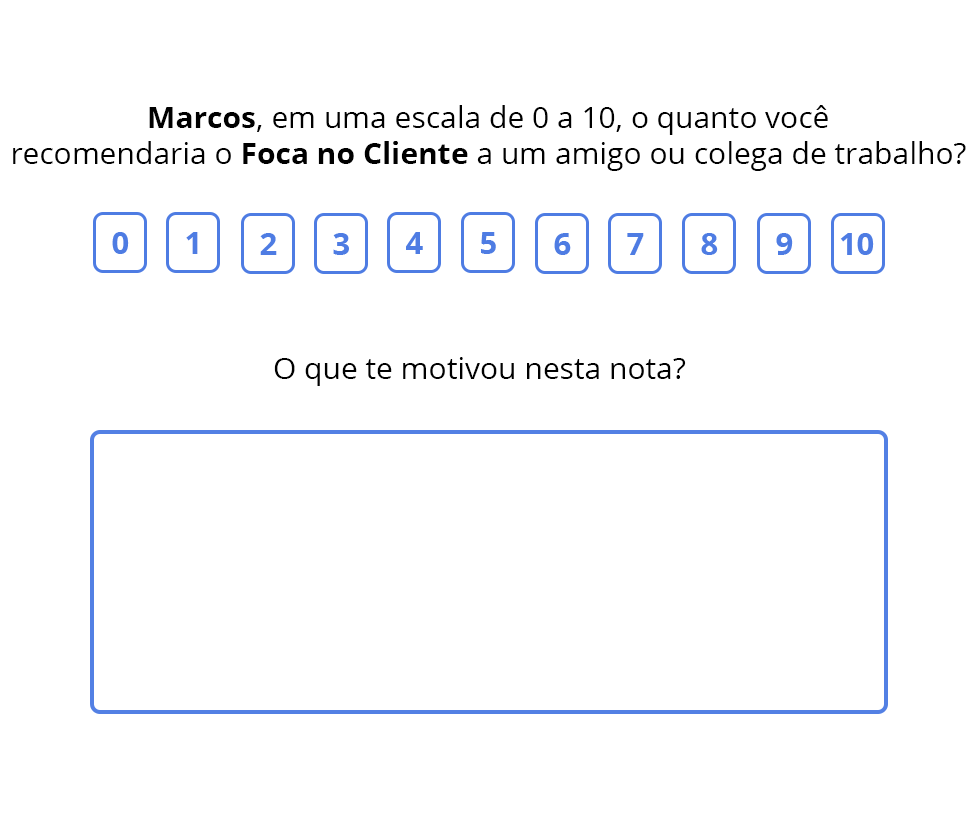 Marcos, em uma escala de 0 a 10, o quanto você
recomendaria o Foca no Cliente a um amigo ou colega de trabalho?
0 1 2 3 4 5 6 7 8 9 10
O que te motivou nesta nota?